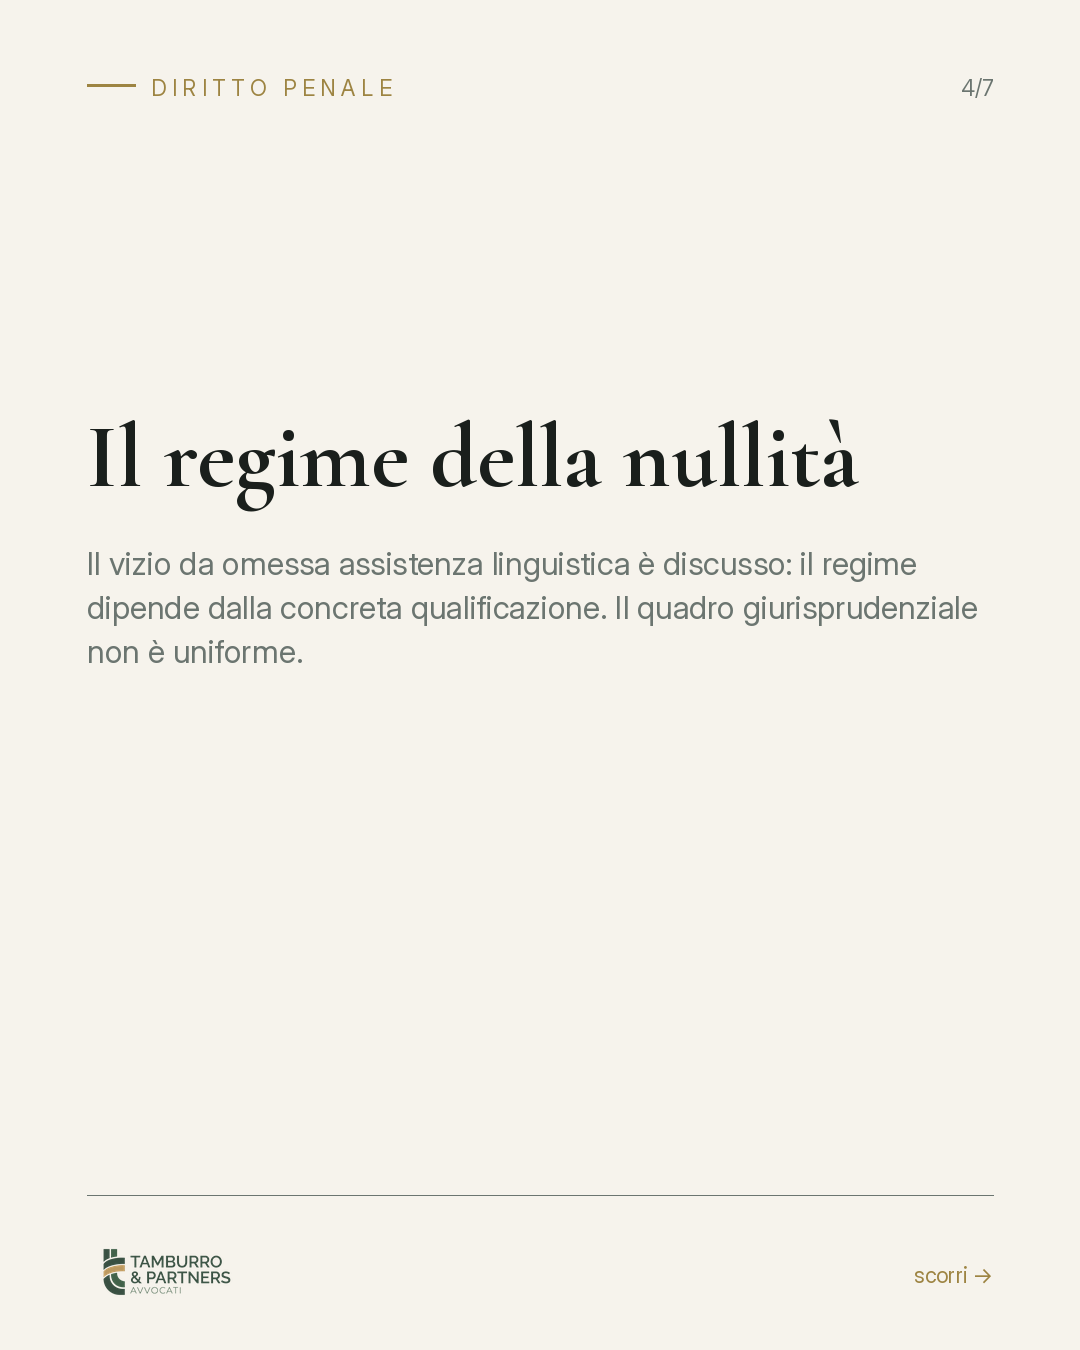 DIRITTO PENALE
4/7
Il regime della nullità
Il vizio da omessa assistenza linguistica è discusso: il regime
dipende dalla concreta qualificazione. Il quadro giurisprudenziale
non è uniforme.
TAMBURRO
& PARTNERS
AVVOCATI
scorri →